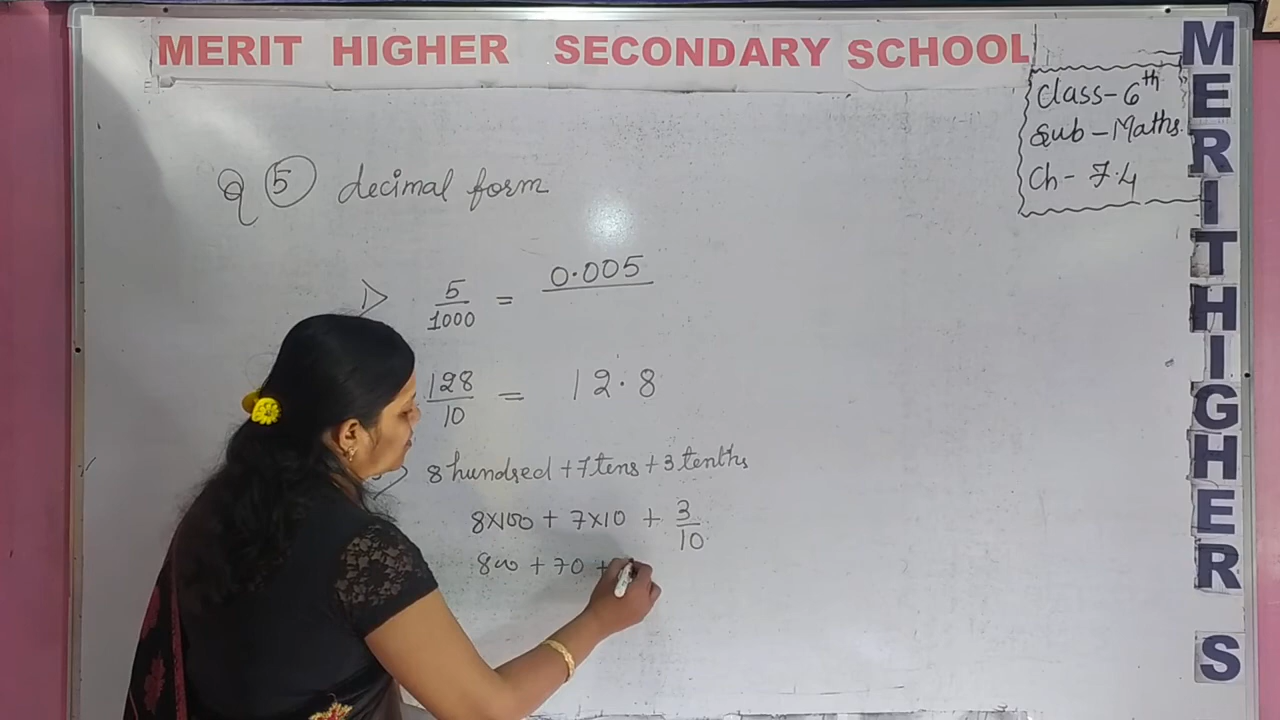 MERIT HIGHER SECONDARY SCHOOL
Class-6th
Sub-Maths.
Ch-7.4
Q 5 decimal form
1> 5/1000 = 0.005
128/10 = 12.8
8 hundred + 7 tens + 3 tenths
8×100 + 7×10 + 3/10
800 + 70 +
MERIT HIGHER S